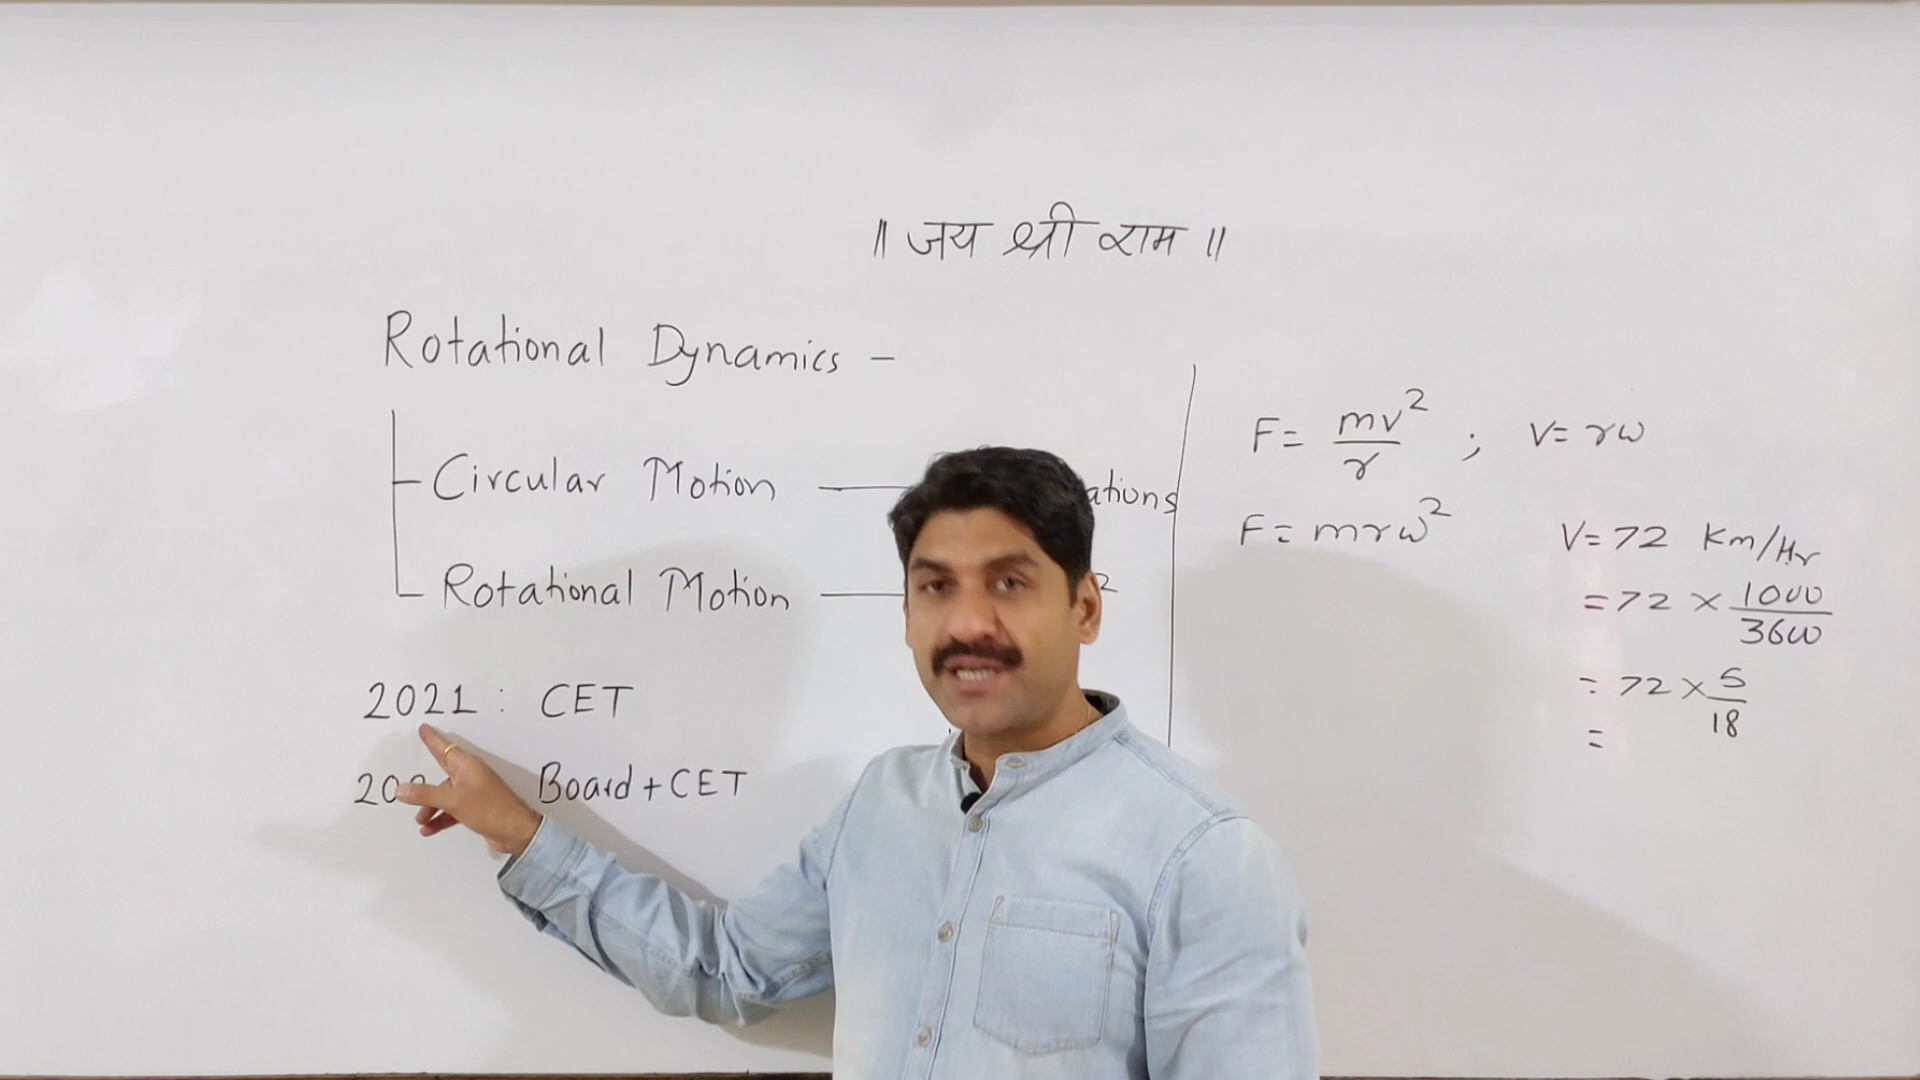 ॥ जय श्री राम ॥
Rotational Dynamics -
Circular Motion —
Rotational Motion —
2021 : CET
Board + CET
F = mv²/r ; V = rω
F = mrω²
V = 72 Km/Hr
= 72 × 1000/3600
= 72 × 5/18
=